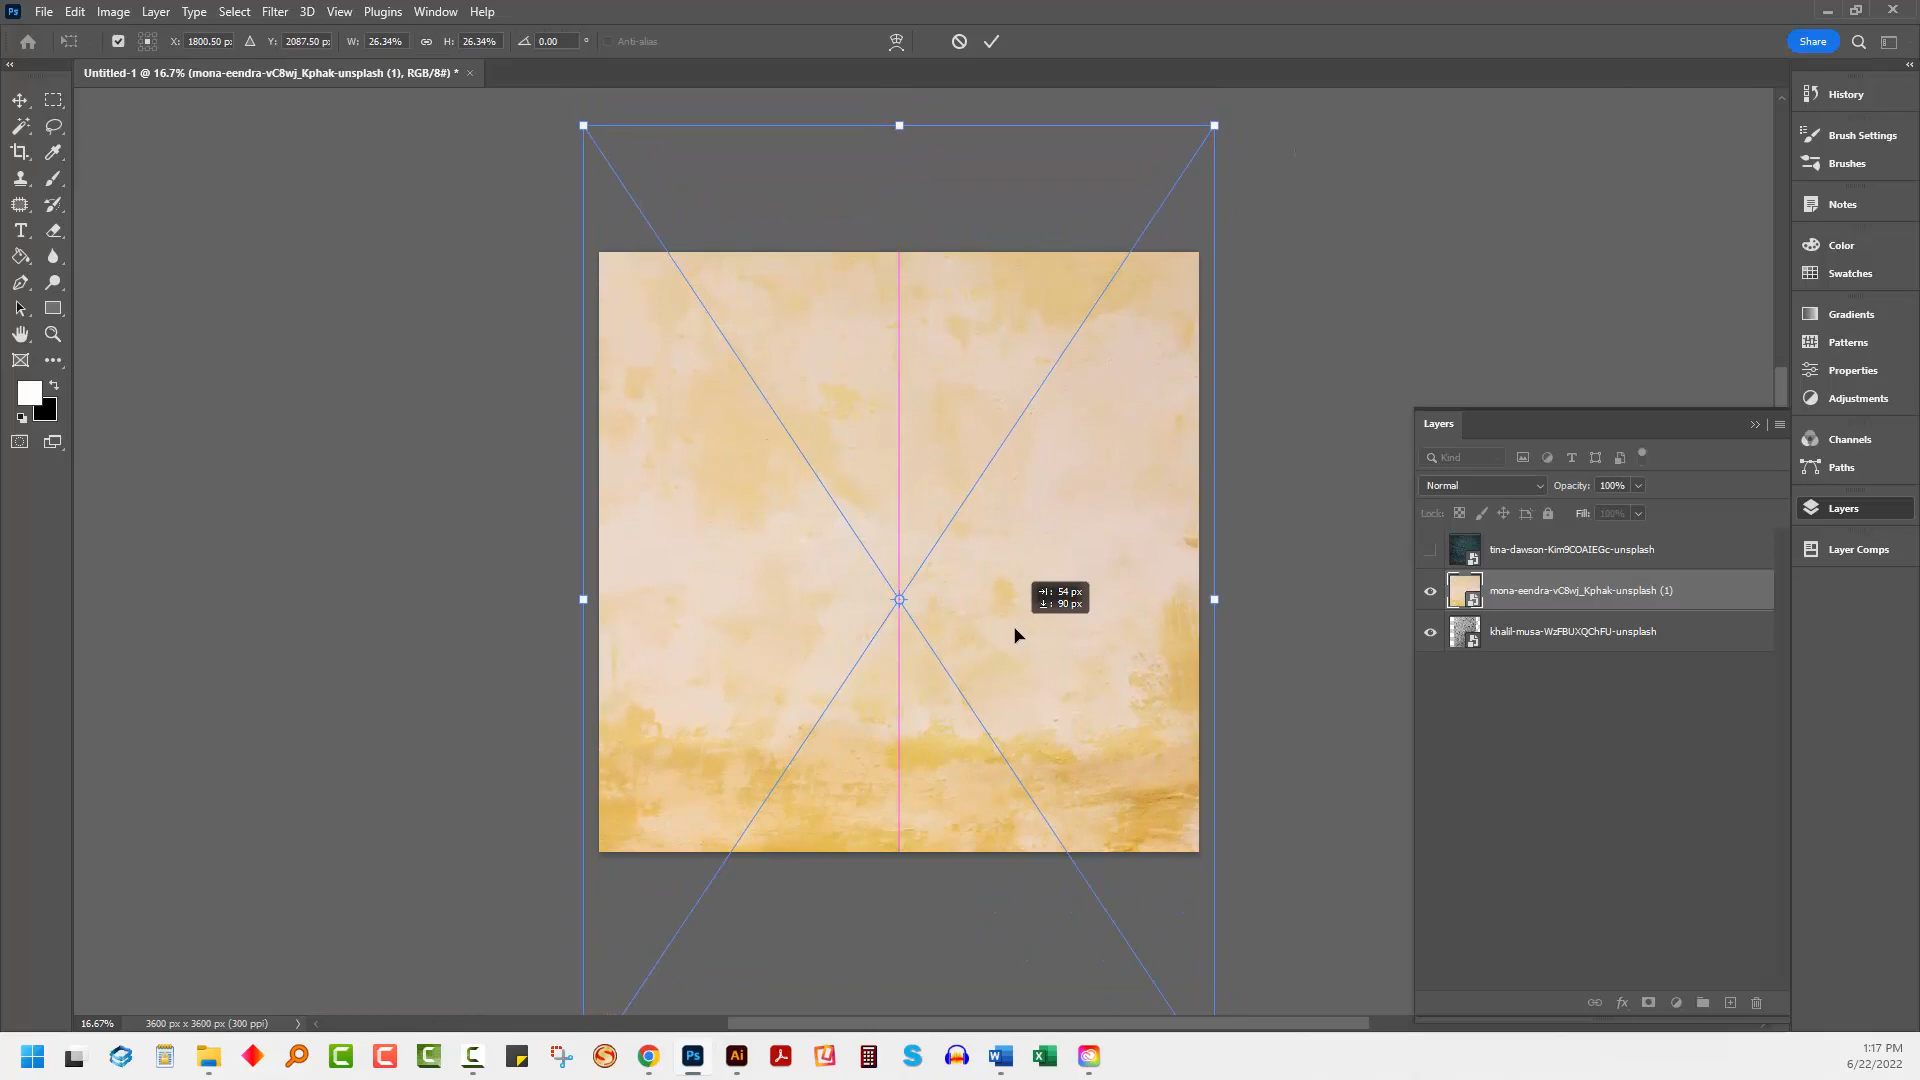 Ps File Edit Image Layer Type Select Filter 3D View Plugins Window Help
X: 1800.50 p: Y: 2087.50 p: W: 26.34% H: 26.34% 0.00 ° Anti-alias Share
Untitled-1 @ 16.7% (mona-eendra-vC8wj_Kphak-unsplash (1), RGB/8#) * ×
History
Brush Settings
Brushes
Notes
Color
Swatches
Gradients
Patterns
Properties
Adjustments
Channels
Paths
Layers
Layer Comps
Layers
Kind
Normal Opacity: 100%
Lock: Fill: 100%
tina-dawson-Kim9COAIEGc-unsplash
mona-eendra-vC8wj_Kphak-unsplash (1)
khalil-musa-WzFBUXQChFU-unsplash
54 px
90 px
16.67% 3600 px x 3600 px (300 ppi)
Ps Ai
1:17 PM
6/22/2022